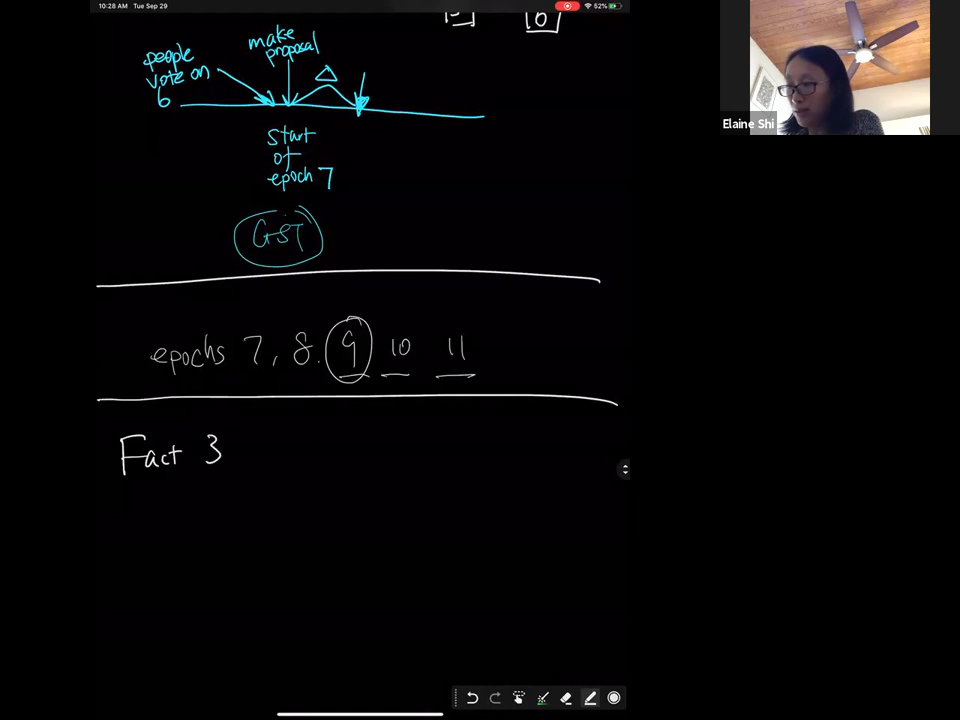 10:28 AM Tue Sep 29
52%
make
proposal
people
vote on
6
Δ
start
of
epoch 7
GST
epochs 7, 8. 9 10 11
Fact 3
Elaine Shi